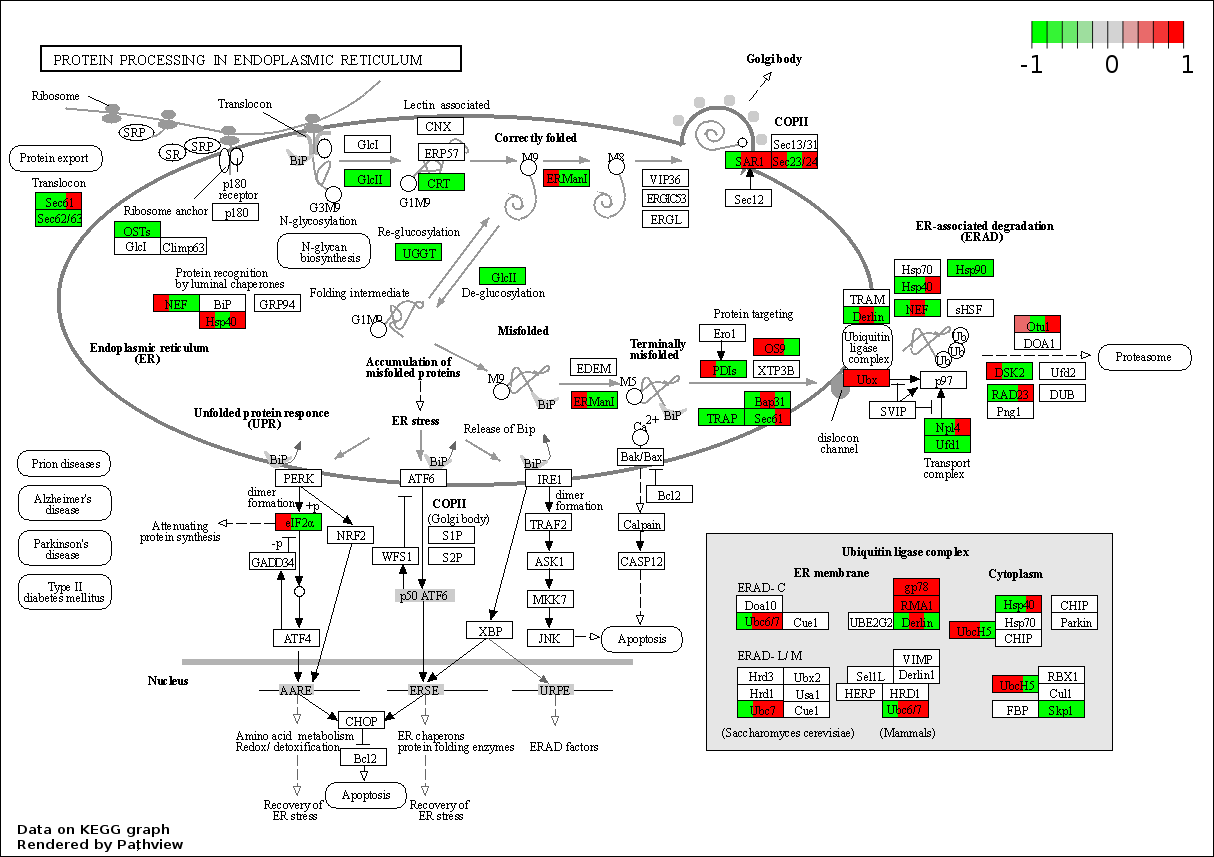 PROTEIN PROCESSING IN ENDOPLASMIC RETICULUM
-1 0 1
Golgi body
Ribosome
Translocon
Lectin associated
SRP
SR
SRP
CNX
GlcI
ERP57
BiP
GlcII
CRT
G3M9
G1M9
N-glycosylation
N-glycan
biosynthesis
Correctly folded
M9
M8
ERManI
VIP36
ERGIC53
ERGL
COPII
Sec13/31
SAR1
Sec23/24
Sec12
Protein export
Translocon
Sec61
Sec62/63
p180
receptor
Ribosome anchor
p180
OSTs
GlcI
Climp63
Re-glucosylation
UGGT
GlcII
De-glucosylation
Protein recognition
by luminal chaperones
NEF
BiP
GRP94
Hsp40
Folding intermediate
G1M9
Endoplasmic reticulum
(ER)
Misfolded
Accumulation of
misfolded proteins
M9
BiP
EDEM
ERManI
Terminally
misfolded
M5
BiP
Protein targeting
Ero1
OS9
PDIs
XTP3B
Bap31
TRAP
Sec61
ER-associated degradation
(ERAD)
Hsp70
Hsp90
Hsp40
NEF
sHSF
TRAM
Derlin
Ubiquitin
ligase
complex
Ub
Ub
Ub
Otu1
DOA1
Proteasome
DSK2
Ufd2
RAD23
DUB
Png1
Ubx
p97
SVIP
Npl4
Ufd1
Transport
complex
dislocon
channel
Unfolded protein responce
(UPR)
ER stress
Release of Bip
Ca2+
Bak/Bax
Bcl2
Calpain
CASP12
Apoptosis
BiP
BiP
BiP
PERK
ATF6
IRE1
dimer
formation
+p
eIF2α
Attenuating
protein synthesis
-p
GADD34
NRF2
ATF4
COPII
(Golgi body)
S1P
S2P
WFS1
p50 ATF6
dimer
formation
TRAF2
ASK1
MKK7
JNK
XBP
Prion diseases
Alzheimer's
disease
Parkinson's
disease
Type II
diabetes mellitus
Nucleus
AARE
ERSE
URPE
CHOP
Amino acid metabolism
Redox/ detoxification
ER chaperons
protein folding enzymes
ERAD factors
Bcl2
Apoptosis
Recovery of
ER stress
Recovery of
ER stress
Ubiquitin ligase complex
ER membrane
Cytoplasm
ERAD- C
Doa10
Ubc6/7
Cue1
gp78
RMA1
UBE2G2
Derlin
Hsp40
CHIP
UbcH5
Hsp70
Parkin
CHIP
ERAD- L/ M
Hrd3
Ubx2
Hrd1
Usa1
Ubc7
Cue1
VIMP
Sel1L
Derlin1
HERP
HRD1
Ubc6/7
UbcH5
RBX1
Cul1
FBP
Skp1
(Saccharomyces cerevisiae)
(Mammals)
Data on KEGG graph
Rendered by Pathview